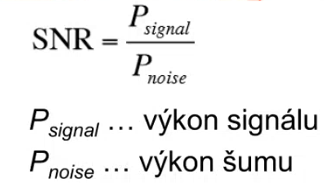 SNR = P_signal / P_noise
P_signal … výkon signálu
P_noise … výkon šumu